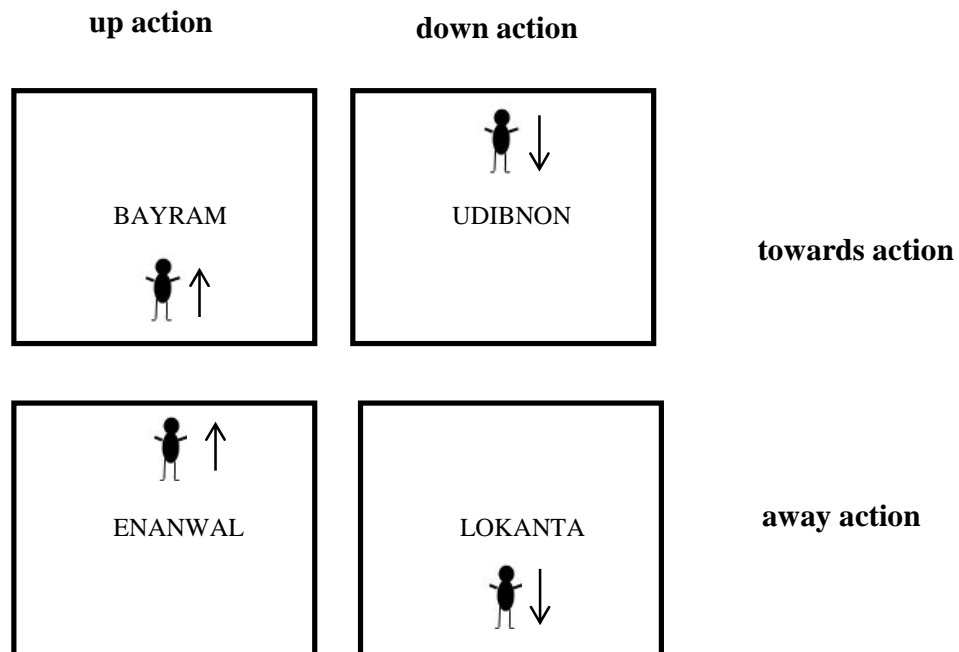 up action
down action
BAYRAM
UDIBNON
towards action
ENANWAL
LOKANTA
away action